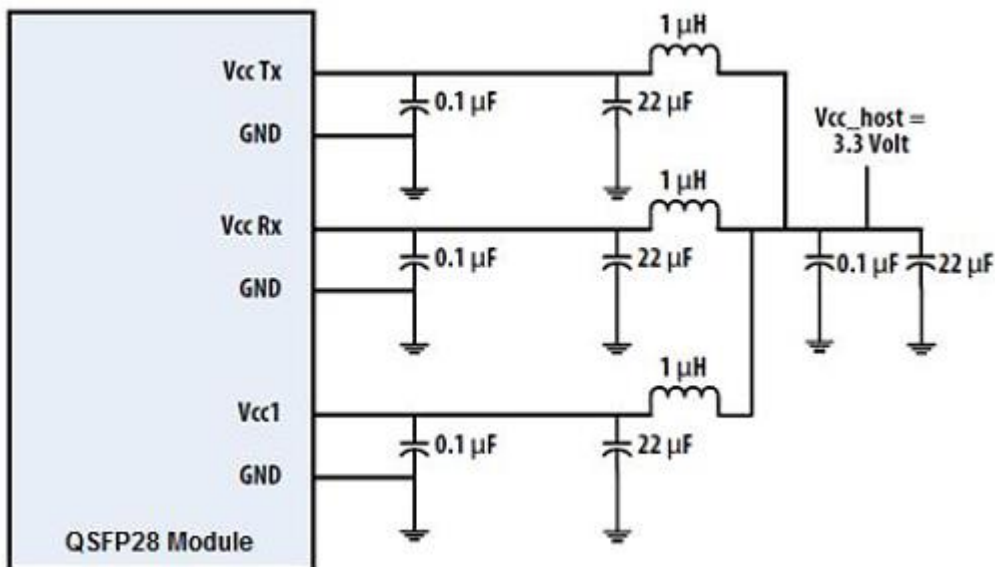 1 μH
Vcc Tx
0.1 μF
22 μF
GND
Vcc_host =
3.3 Volt
1 μH
Vcc Rx
0.1 μF
22 μF
0.1 μF
22 μF
GND
1 μH
Vcc1
0.1 μF
22 μF
GND
QSFP28 Module